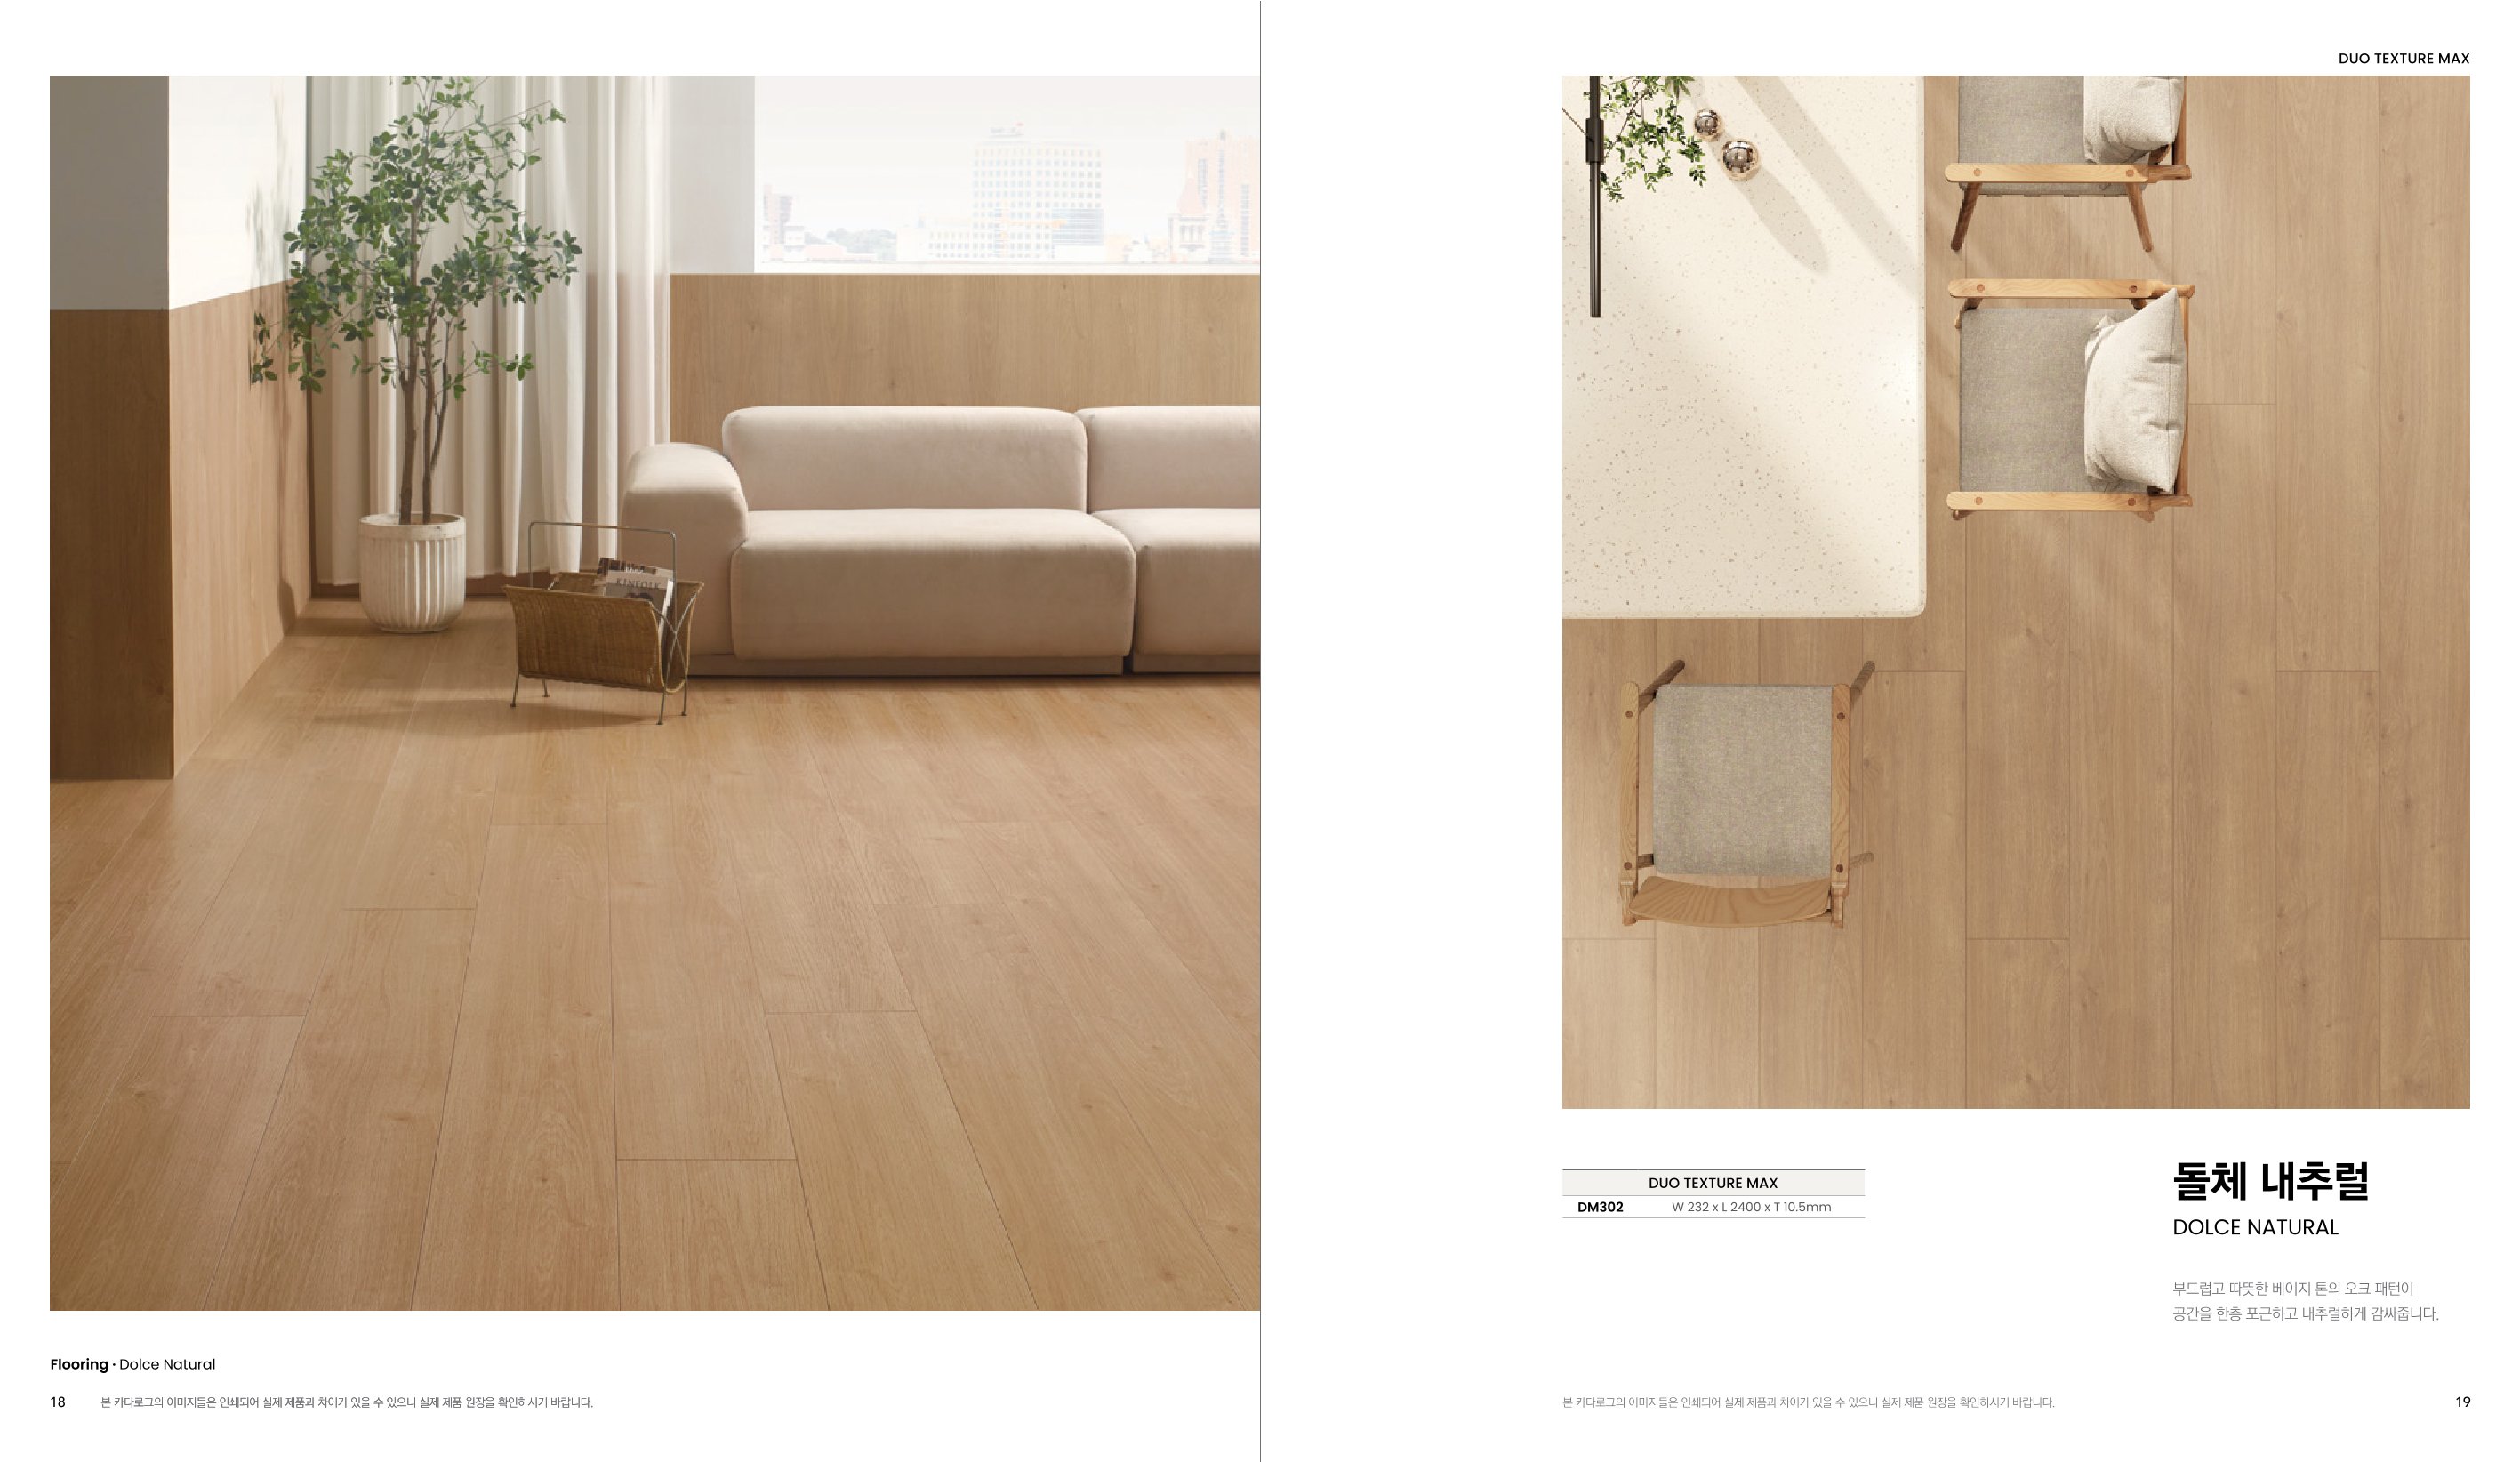 KINFOLK
Flooring · Dolce Natural
18 본 카다로그의 이미지들은 인쇄되어 실제 제품과 차이가 있을 수 있으니 실제 제품 원장을 확인하시기 바랍니다.
DUO TEXTURE MAX
DUO TEXTURE MAX
DM302 W 232 x L 2400 x T 10.5mm
돌체 내추럴
DOLCE NATURAL
부드럽고 따뜻한 베이지 톤의 오크 패턴이
공간을 한층 포근하고 내추럴하게 감싸줍니다.
본 카다로그의 이미지들은 인쇄되어 실제 제품과 차이가 있을 수 있으니 실제 제품 원장을 확인하시기 바랍니다. 19